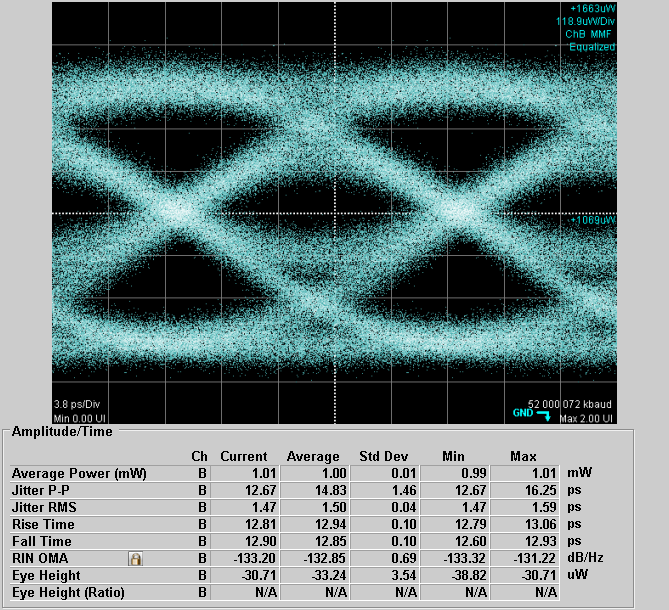 +1663uW
118.9uW/Div
ChB MMF
Equalized
+1069uW
3.8 ps/Div
52 000 072 kbaud
Min 0.00 UI
GND
Max 2.00 UI
Amplitude/Time
Ch Current Average Std Dev Min Max
Average Power (mW) B 1.01 1.00 0.01 0.99 1.01 mW
Jitter P-P B 12.67 14.83 1.46 12.67 16.25 ps
Jitter RMS B 1.47 1.50 0.04 1.47 1.59 ps
Rise Time B 12.81 12.94 0.10 12.79 13.06 ps
Fall Time B 12.90 12.85 0.10 12.60 12.93 ps
RIN OMA B -133.20 -132.85 0.69 -133.32 -131.22 dB/Hz
Eye Height B -30.71 -33.24 3.54 -38.82 -30.71 uW
Eye Height (Ratio) B N/A N/A N/A N/A N/A